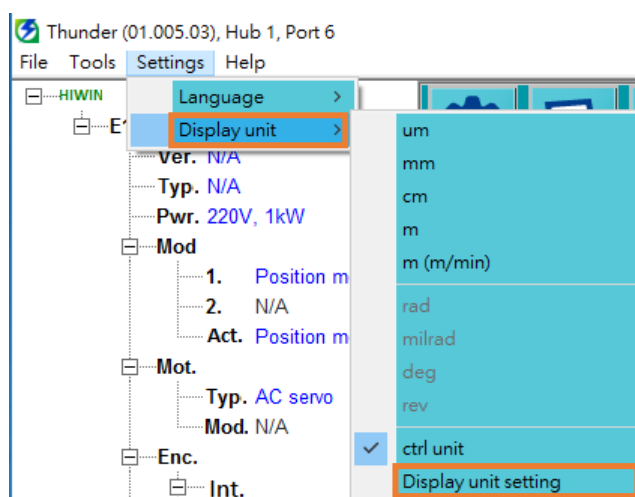 Thunder (01.005.03), Hub 1, Port 6
File Tools Settings Help
HIWIN
Language >
Display unit >
um
mm
cm
m
m (m/min)
rad
milrad
deg
rev
ctrl unit
Display unit setting
Ver. N/A
Typ. N/A
Pwr. 220V, 1kW
Mod
1. Position m
2. N/A
Act. Position m
Mot.
Typ. AC servo
Mod. N/A
Enc.
Int.